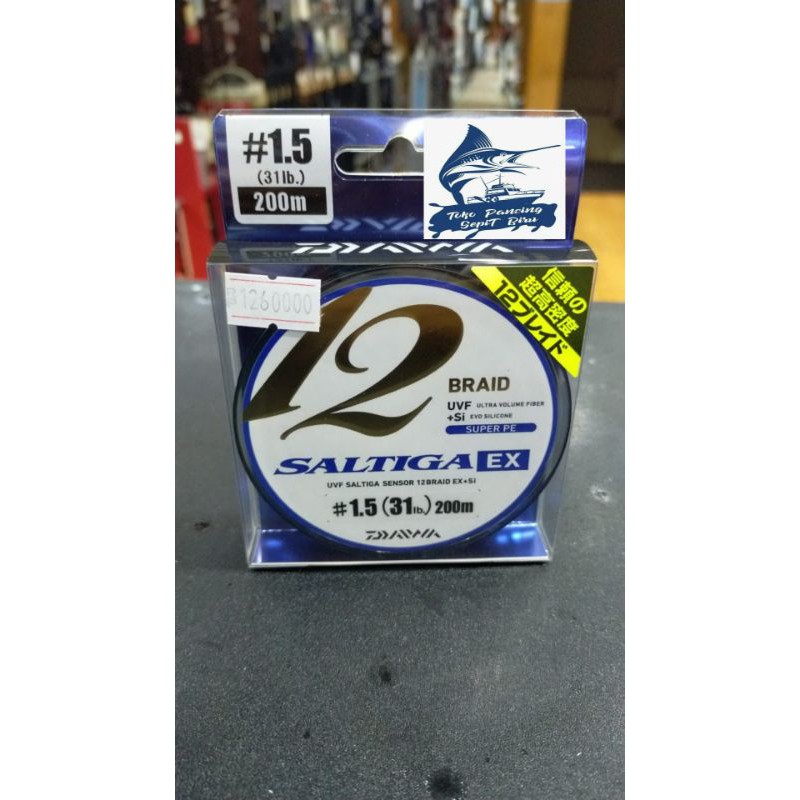 #1.5
(31lb.)
200m
Toko Pancing
Sepit Biru
DAIWA
1260000
信頼の
超高密度
12ブレイド
12
BRAID
UVF ULTRA VOLUME FIBER
+Si EVO SILICONE
SUPER PE
SALTIGA EX
UVF SALTIGA SENSOR 12BRAID EX+Si
#1.5(31lb.)200m
DAIWA